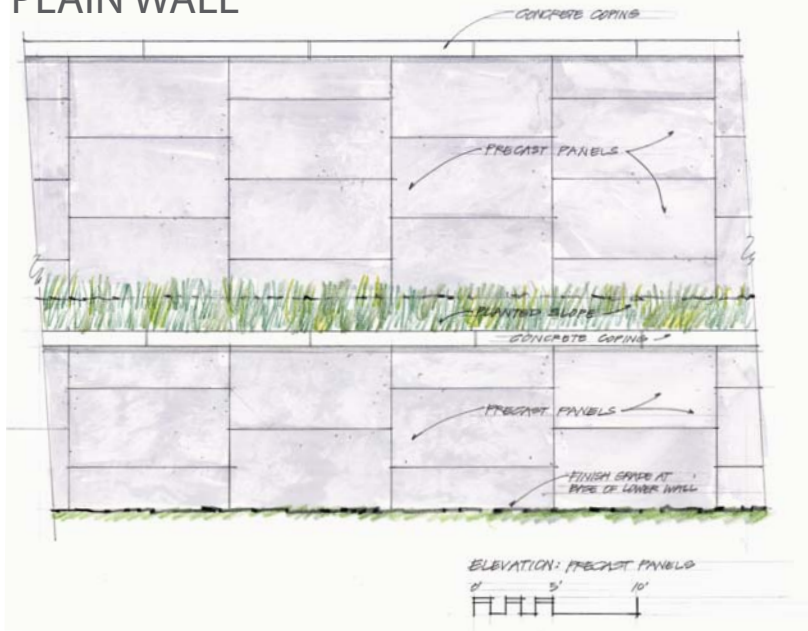 PLAIN WALL
CONCRETE COPING
PRECAST PANELS
PLANTED SLOPE
CONCRETE COPING
PRECAST PANELS
FINISH GRADE AT
BASE OF LOWER WALL
ELEVATION: PRECAST PANELS
0' 5' 10'